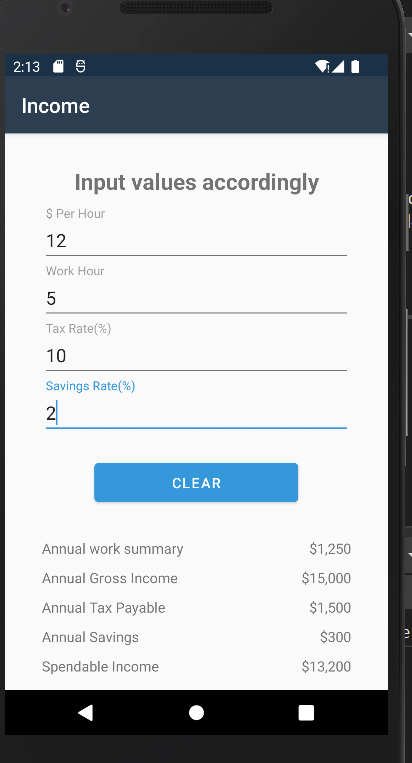 2:13
Income
Input values accordingly
$ Per Hour
12
Work Hour
5
Tax Rate(%)
10
Savings Rate(%)
2
CLEAR
Annual work summary $1,250
Annual Gross Income $15,000
Annual Tax Payable $1,500
Annual Savings $300
Spendable Income $13,200